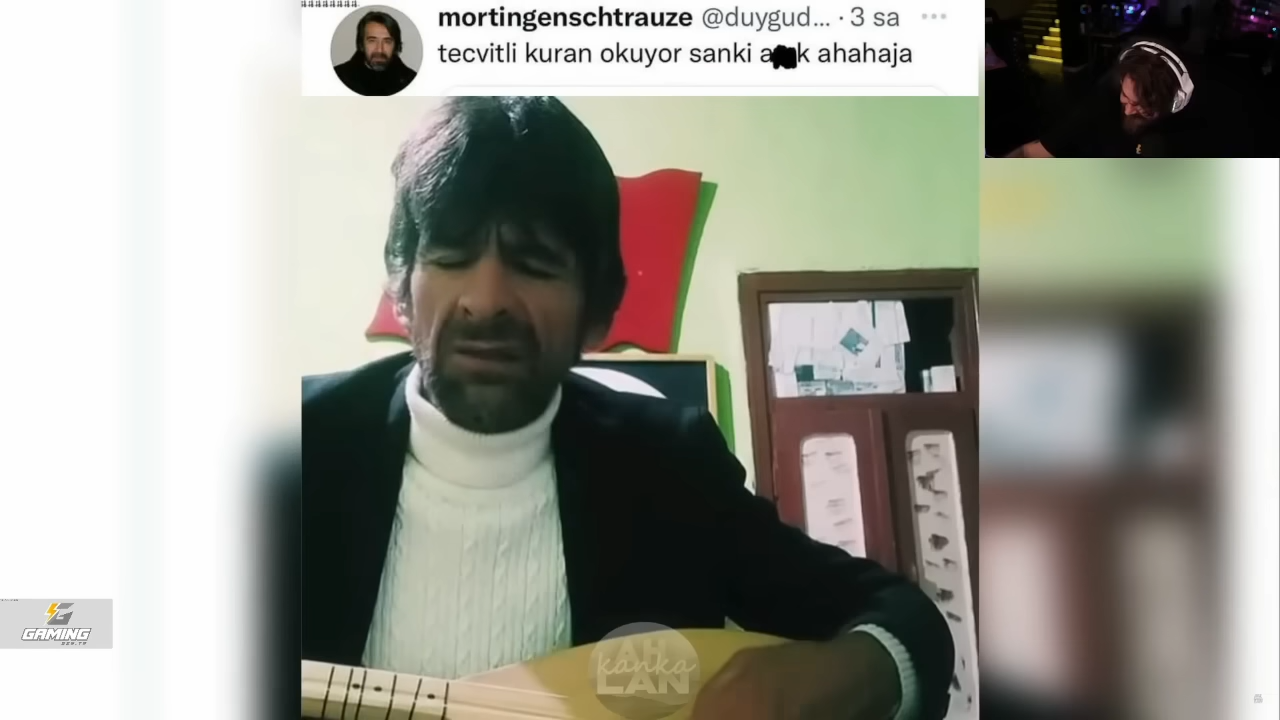 mortingenschtrauze @duygud... · 3 sa
tecvitli kuran okuyor sanki a k ahahaja
AH
kanka
LAN
GAMING